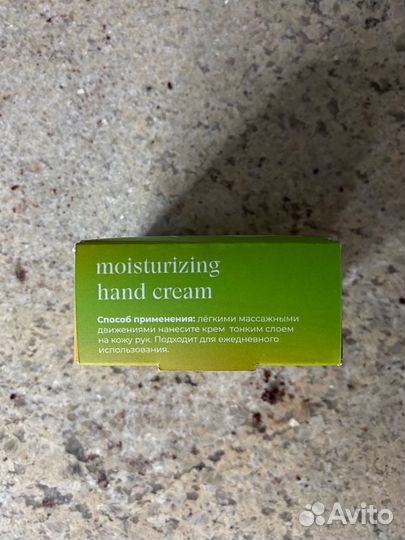 moisturizing
hand cream
Способ применения: лёгкими массажными
движениями нанесите крем тонким слоем
на кожу рук. Подходит для ежедневного
использования.
Avito